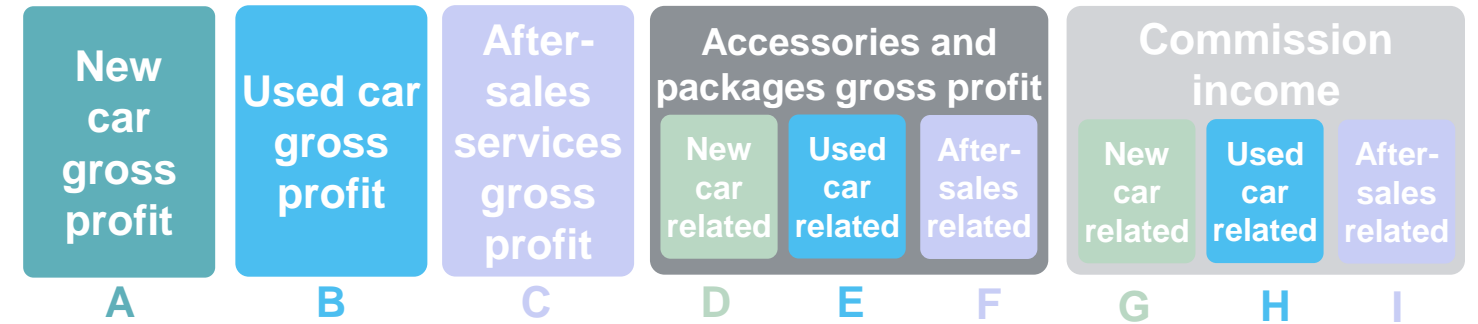 New
car
gross
profit
Used car
gross
profit
After-
sales
services
gross
profit
Accessories and
packages gross profit
New
car
related
Used
car
related
After-
sales
related
Commission
income
New
car
related
Used
car
related
After-
sales
related
A B C D E F G H I